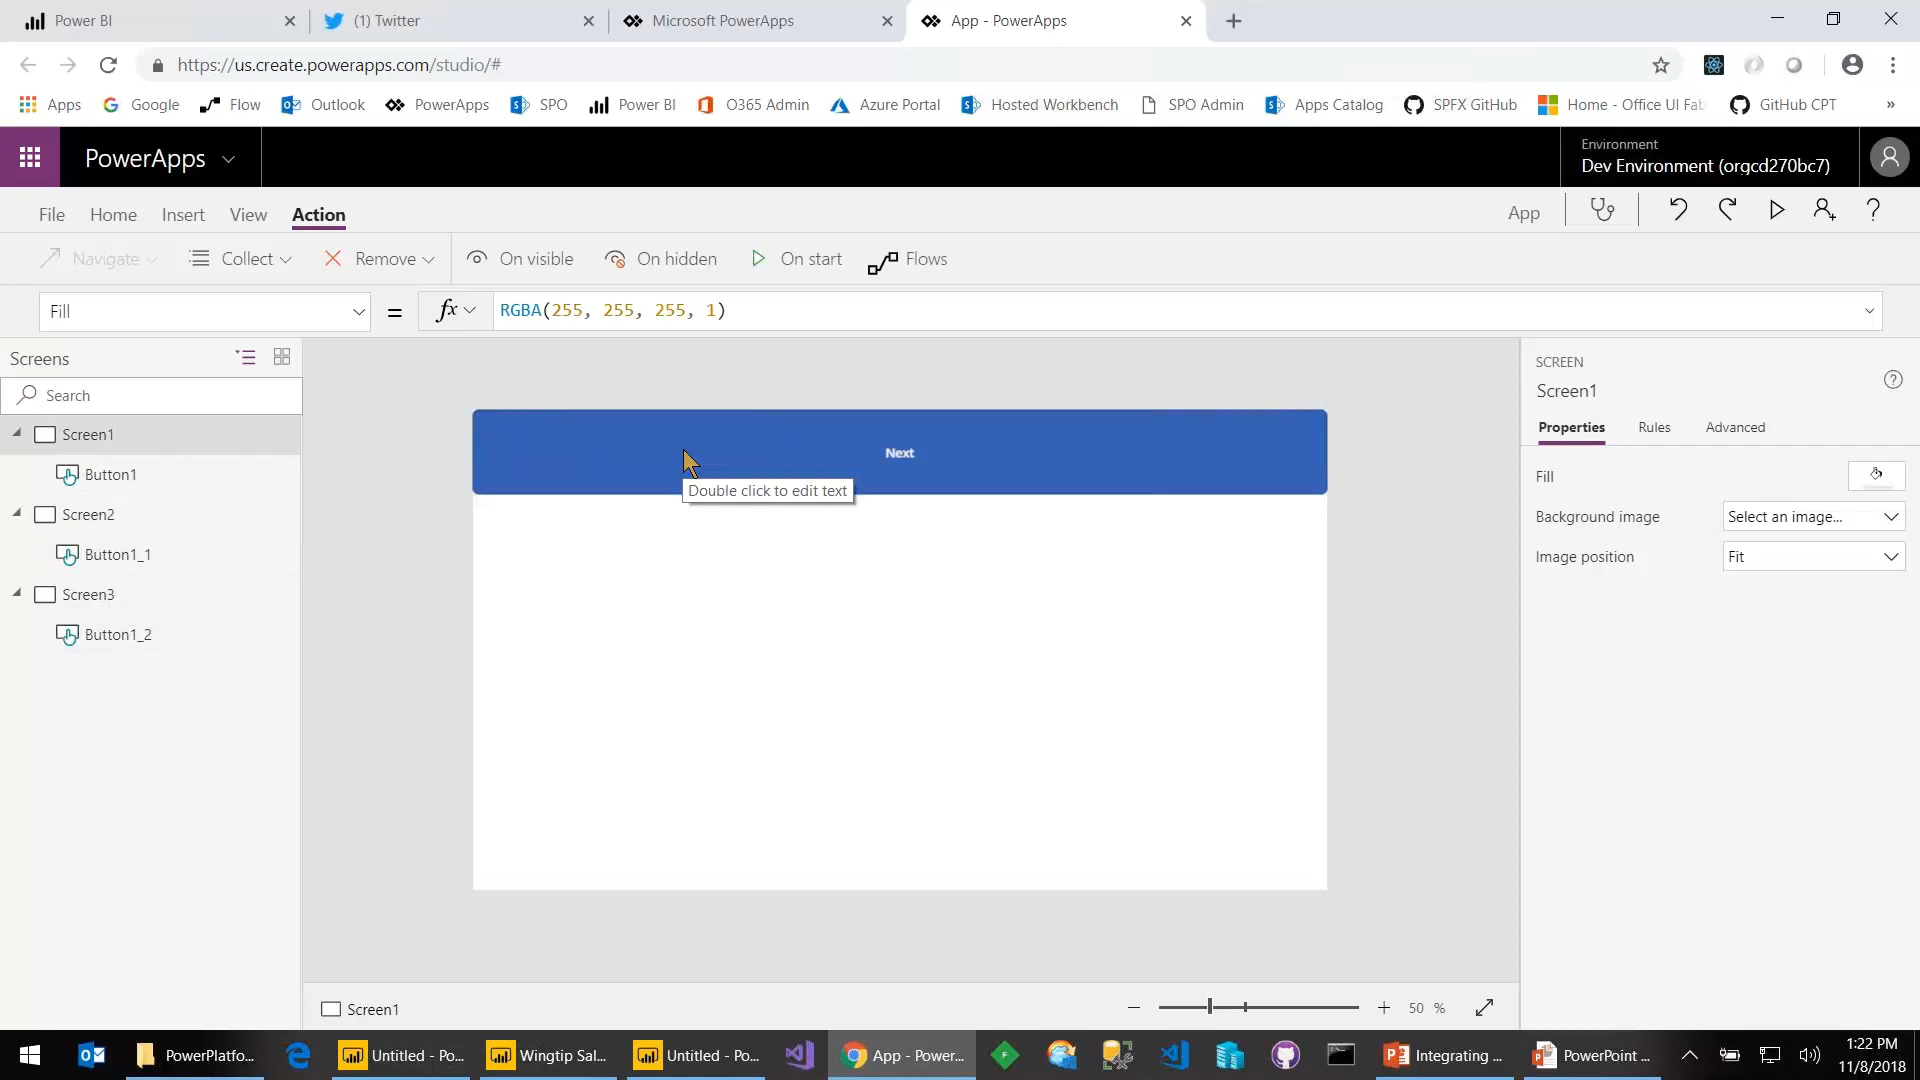 Power BI
(1) Twitter
Microsoft PowerApps
App - PowerApps
https://us.create.powerapps.com/studio/#
Apps
Google
Flow
Outlook
PowerApps
SPO
Power BI
O365 Admin
Azure Portal
Hosted Workbench
SPO Admin
Apps Catalog
SPFX GitHub
Home - Office UI Fab
GitHub CPT
»
PowerApps
Environment
Dev Environment (orgcd270bc7)
File
Home
Insert
View
Action
App
?
Navigate
Collect
Remove
On visible
On hidden
On start
Flows
Fill
=
fx
RGBA(255, 255, 255, 1)
Screens
Search
Screen1
Button1
Screen2
Button1_1
Screen3
Button1_2
Next
Double click to edit text
SCREEN
Screen1
?
Properties
Rules
Advanced
Fill
Background image
Select an image...
Image position
Fit
Screen1
50 %
PowerPlatfo...
Untitled - Po...
Wingtip Sal...
Untitled - Po...
App - Power...
Integrating ...
PowerPoint ...
1:22 PM
11/8/2018